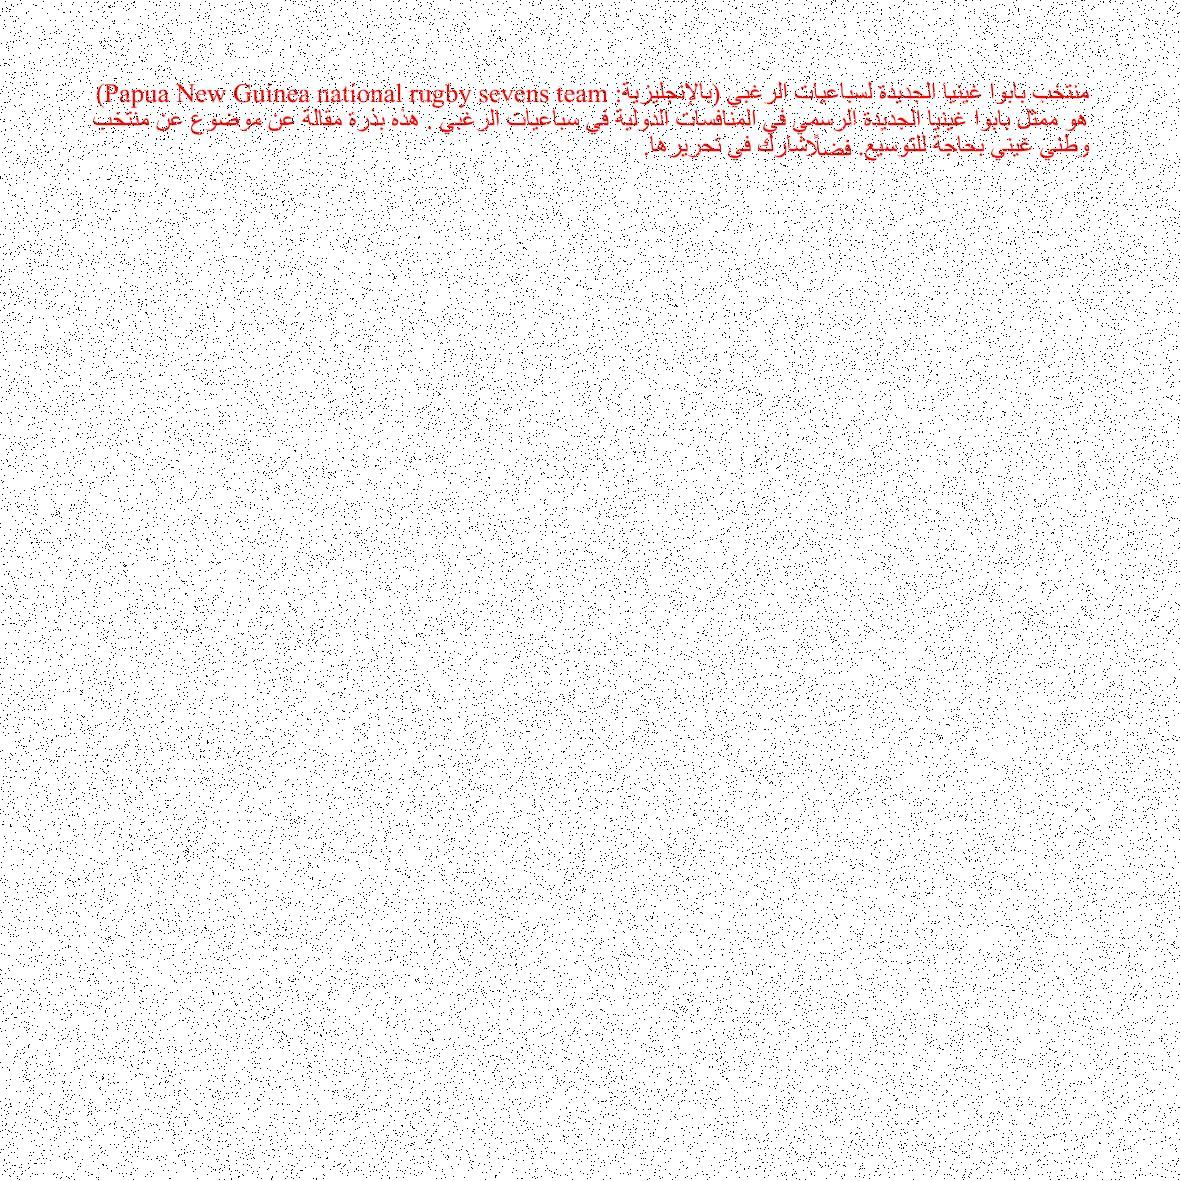 منتخب بابوا غينيا الجديدة لسباعيات الرغبي (بالإنجليزية: Papua New Guinea national rugby sevens team)
هو ممثل بابوا غينيا الجديدة الرسمي في المنافسات الدولية في سباعيات الرغبي . هذه بذرة مقالة عن موضوع عن منتخب
وطني غيني بحاجة للتوسيع. فضلًاشارك في تحريرها.